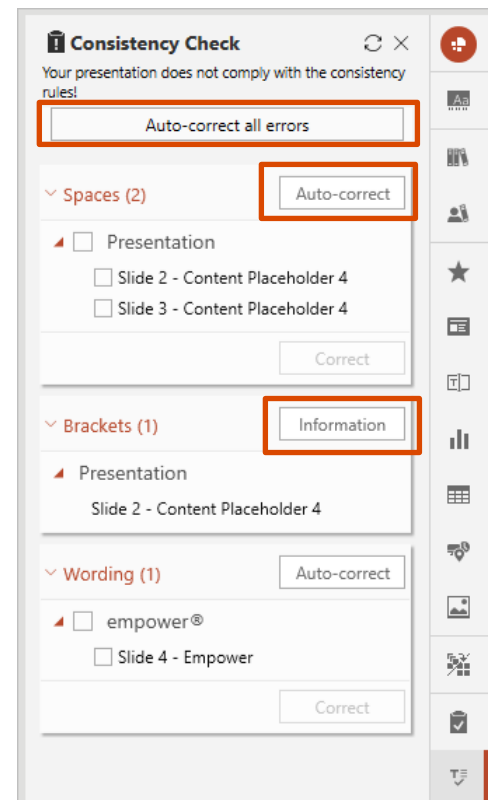 Consistency Check
Your presentation does not comply with the consistency
rules!
Auto-correct all errors
Spaces (2)
Auto-correct
Presentation
Slide 2 - Content Placeholder 4
Slide 3 - Content Placeholder 4
Correct
Brackets (1)
Information
Presentation
Slide 2 - Content Placeholder 4
Wording (1)
Auto-correct
empower®
Slide 4 - Empower
Correct
Aa
T
T